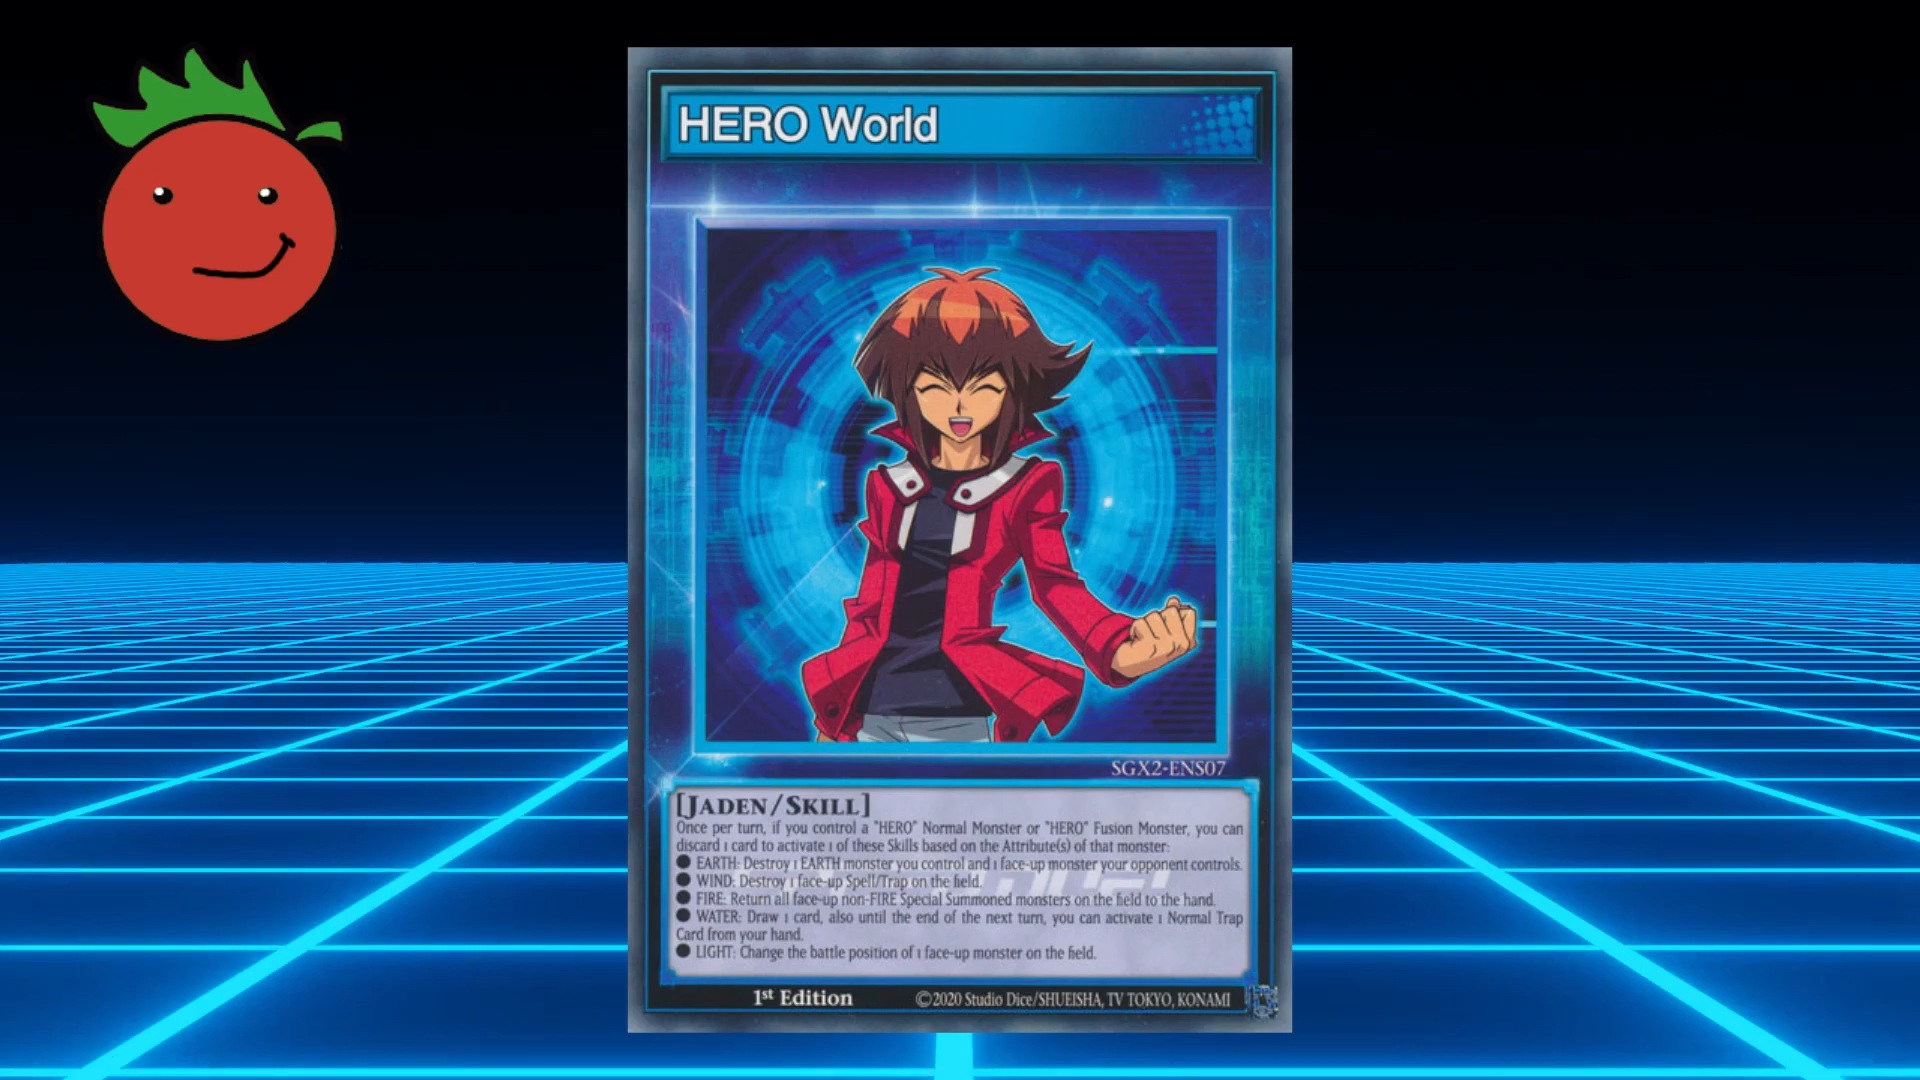 HERO World
SGX2-ENS07
[JADEN/SKILL]
Once per turn, if you control a "HERO" Normal Monster or "HERO" Fusion Monster, you can
discard 1 card to activate 1 of these Skills based on the Attribute(s) of that monster:
● EARTH: Destroy 1 EARTH monster you control and 1 face-up monster your opponent controls.
● WIND: Destroy 1 face-up Spell/Trap on the field.
● FIRE: Return all face-up non-FIRE Special Summoned monsters on the field to the hand.
● WATER: Draw 1 card, also until the end of the next turn, you can activate 1 Normal Trap
Card from your hand.
● LIGHT: Change the battle position of 1 face-up monster on the field.
1st Edition
©2020 Studio Dice/SHUEISHA, TV TOKYO, KONAMI